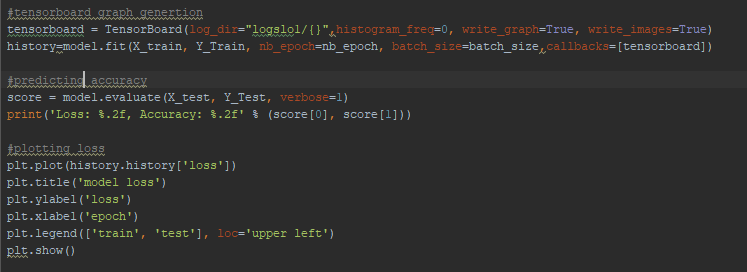 #tensorboard graph genertion
tensorboard = TensorBoard(log_dir="logslol/{}",histogram_freq=0, write_graph=True, write_images=True)
history=model.fit(X_train, Y_Train, nb_epoch=nb_epoch, batch_size=batch_size,callbacks=[tensorboard])
#predicting accuracy
score = model.evaluate(X_test, Y_Test, verbose=1)
print('Loss: %.2f, Accuracy: %.2f' % (score[0], score[1]))
#plotting loss
plt.plot(history.history['loss'])
plt.title('model loss')
plt.ylabel('loss')
plt.xlabel('epoch')
plt.legend(['train', 'test'], loc='upper left')
plt.show()